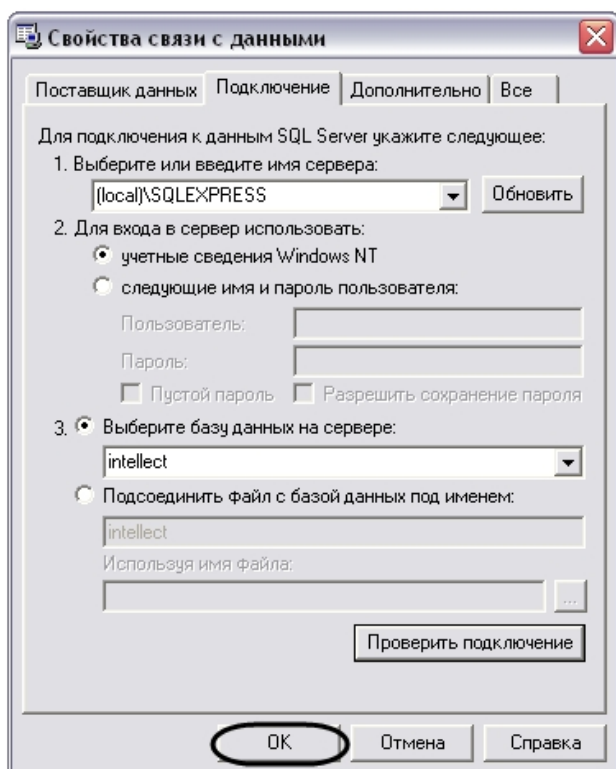 Свойства связи с данными
Поставщик данных Подключение Дополнительно Все
Для подключения к данным SQL Server укажите следующее:
1. Выберите или введите имя сервера:
(local)\SQLEXPRESS Обновить
2. Для входа в сервер использовать:
учетные сведения Windows NT
следующие имя и пароль пользователя:
Пользователь:
Пароль:
Пустой пароль Разрешить сохранение пароля
3. Выберите базу данных на сервере:
intellect
Подсоединить файл с базой данных под именем:
intellect
Используя имя файла:
...
Проверить подключение
OK Отмена Справка